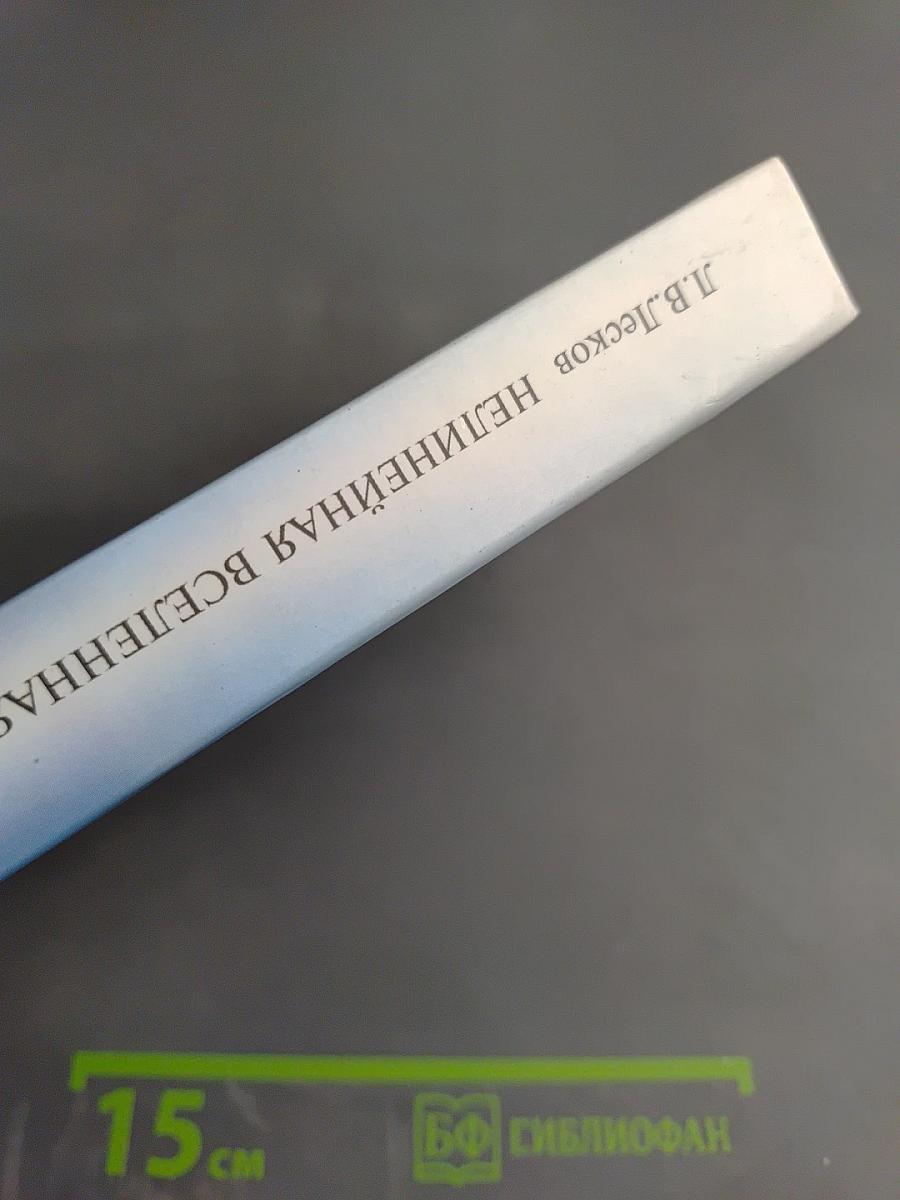 Л.В.Лесков НЕЛИНЕЙНАЯ ВСЕЛЕННАЯ
15 см
БФ БИБЛИОФАН